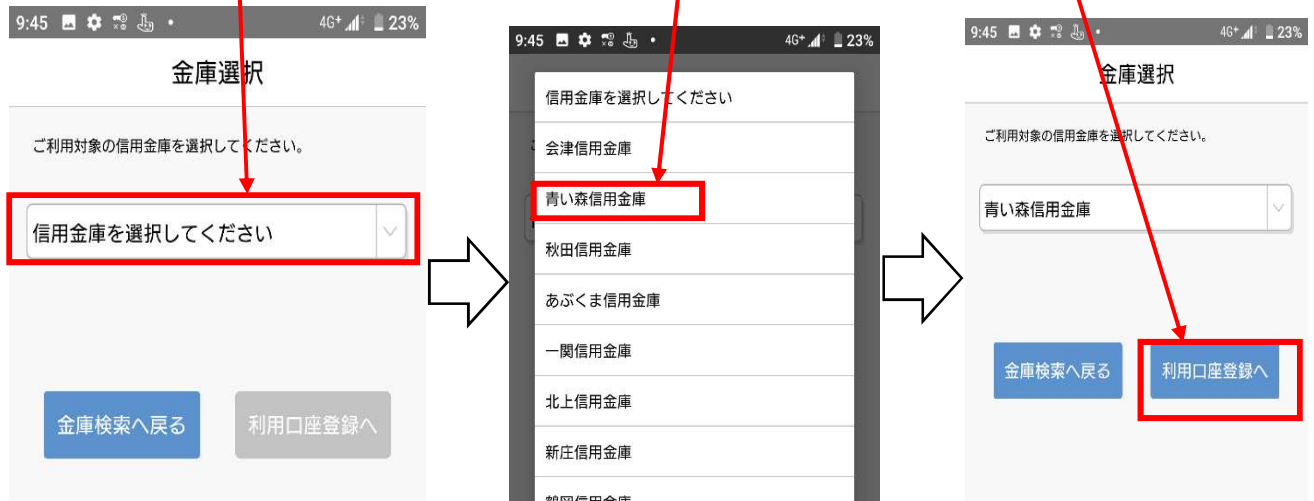 9:45 4G+ 23%
金庫選択
ご利用対象の信用金庫を選択してください。
信用金庫を選択してください
金庫検索へ戻る 利用口座登録へ
9:45 4G+ 23%
信用金庫を選択してください
会津信用金庫
青い森信用金庫
秋田信用金庫
あぶくま信用金庫
一関信用金庫
北上信用金庫
新庄信用金庫
鶴岡信用金庫
9:45 4G+ 23%
金庫選択
ご利用対象の信用金庫を選択してください。
青い森信用金庫
金庫検索へ戻る 利用口座登録へ